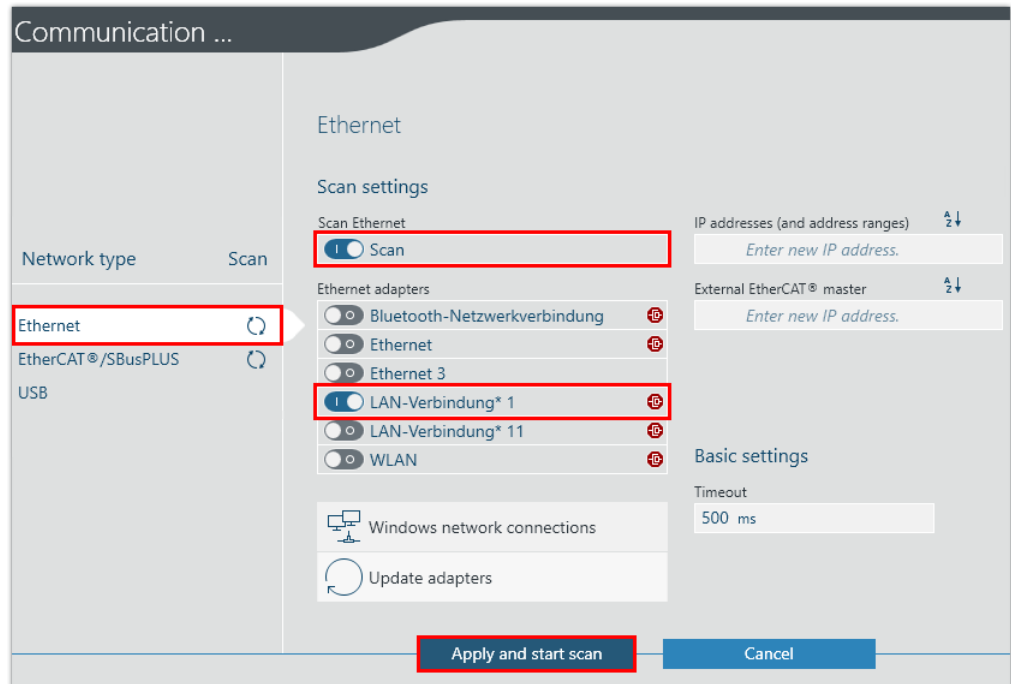 Communication ...
Network type Scan
Ethernet
EtherCAT®/SBusPLUS
USB
Ethernet
Scan settings
Scan Ethernet
Scan
Ethernet adapters
Bluetooth-Netzwerkverbindung
Ethernet
Ethernet 3
LAN-Verbindung* 1
LAN-Verbindung* 11
WLAN
Windows network connections
Update adapters
IP addresses (and address ranges)
Enter new IP address.
External EtherCAT® master
Enter new IP address.
Basic settings
Timeout
500 ms
Apply and start scan
Cancel